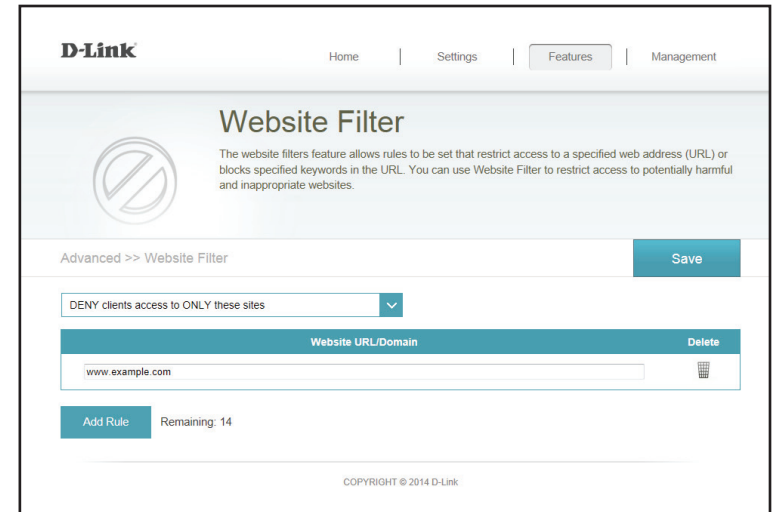 D-Link
Home | Settings | Features | Management
Website Filter
The website filters feature allows rules to be set that restrict access to a specified web address (URL) or
blocks specified keywords in the URL. You can use Website Filter to restrict access to potentially harmful
and inappropriate websites.
Advanced >> Website Filter
Save
DENY clients access to ONLY these sites
Website URL/Domain Delete
www.example.com
Add Rule Remaining: 14
COPYRIGHT © 2014 D-Link